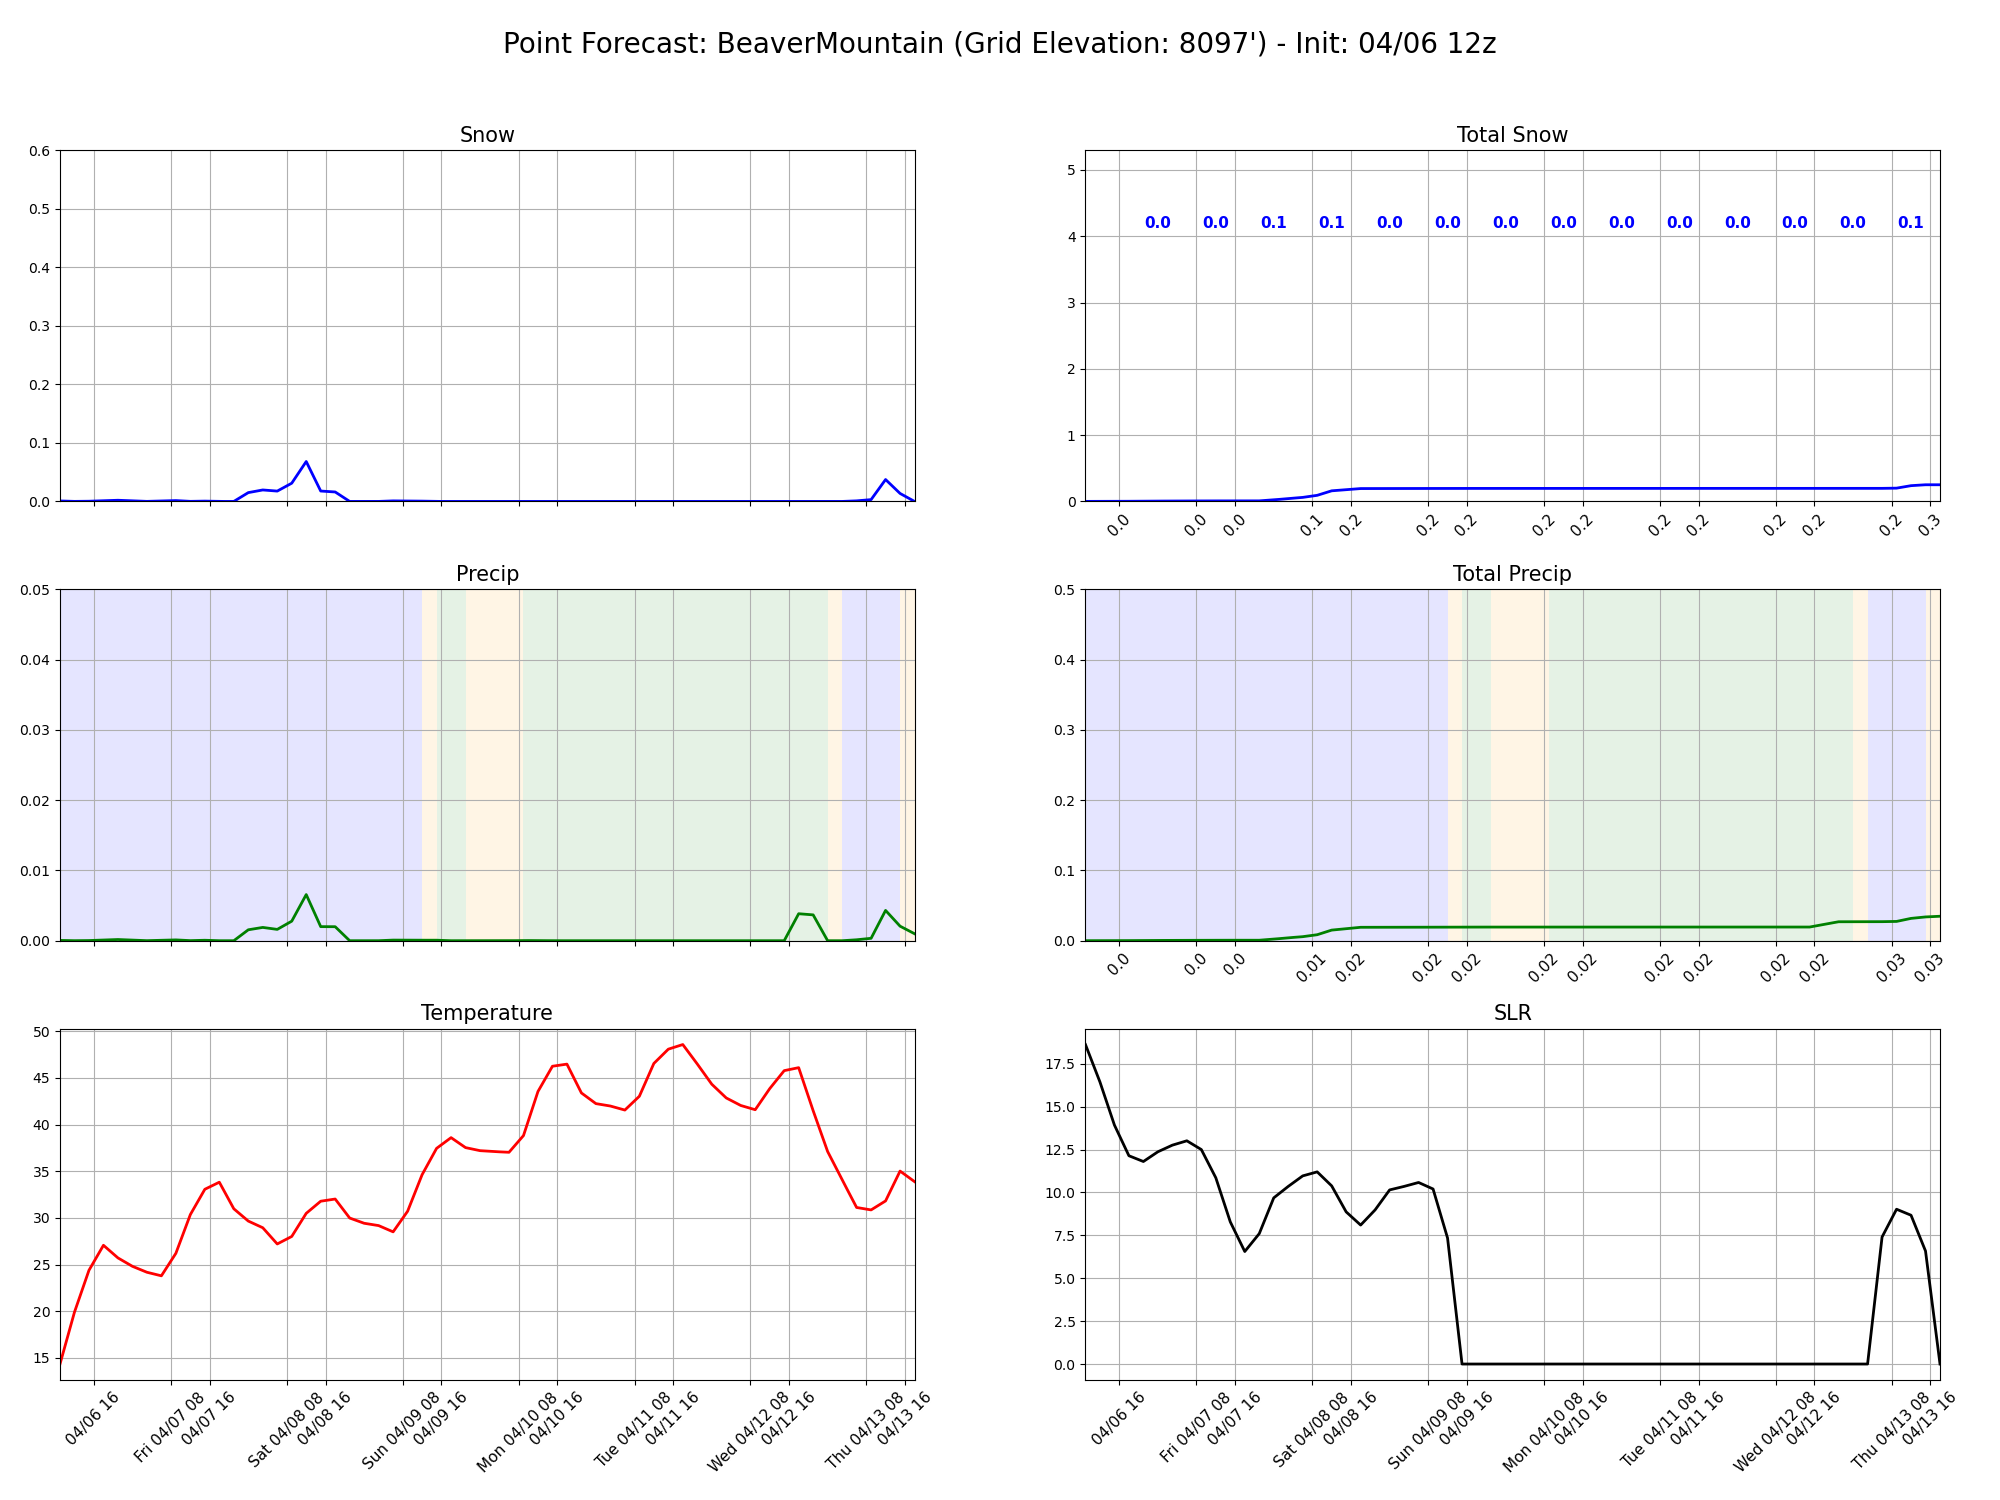 Point Forecast: BeaverMountain (Grid Elevation: 8097') - Init: 04/06 12z
Snow
0.6
0.5
0.4
0.3
0.2
0.1
0.0
Total Snow
5
4
3
2
1
0
0.0 0.0 0.1 0.1 0.0 0.0 0.0 0.0 0.0 0.0 0.0 0.0 0.0 0.1
0.0 0.0 0.0 0.1 0.2 0.2 0.2 0.2 0.2 0.2 0.2 0.2 0.2 0.2 0.3
Precip
0.05
0.04
0.03
0.02
0.01
0.00
Total Precip
0.5
0.4
0.3
0.2
0.1
0.0
0.0 0.0 0.0 0.01 0.02 0.02 0.02 0.02 0.02 0.02 0.02 0.02 0.02 0.03 0.03
Temperature
50
45
40
35
30
25
20
15
04/06 16
Fri 04/07 08
04/07 16
Sat 04/08 08
04/08 16
Sun 04/09 08
04/09 16
Mon 04/10 08
04/10 16
Tue 04/11 08
04/11 16
Wed 04/12 08
04/12 16
Thu 04/13 08
04/13 16
SLR
17.5
15.0
12.5
10.0
7.5
5.0
2.5
0.0
04/06 16
Fri 04/07 08
04/07 16
Sat 04/08 08
04/08 16
Sun 04/09 08
04/09 16
Mon 04/10 08
04/10 16
Tue 04/11 08
04/11 16
Wed 04/12 08
04/12 16
Thu 04/13 08
04/13 16